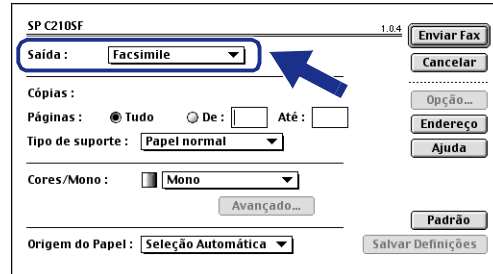 SP C210SF 1.0.4 Enviar Fax
Saída : Facsimile Cancelar
Cópias : Opção...
Páginas : Tudo De : Até : Endereço
Tipo de suporte : Papel normal Ajuda
Cores/Mono : Mono
Avançado...
Padrão
Origem do Papel : Seleção Automática Salvar Definições